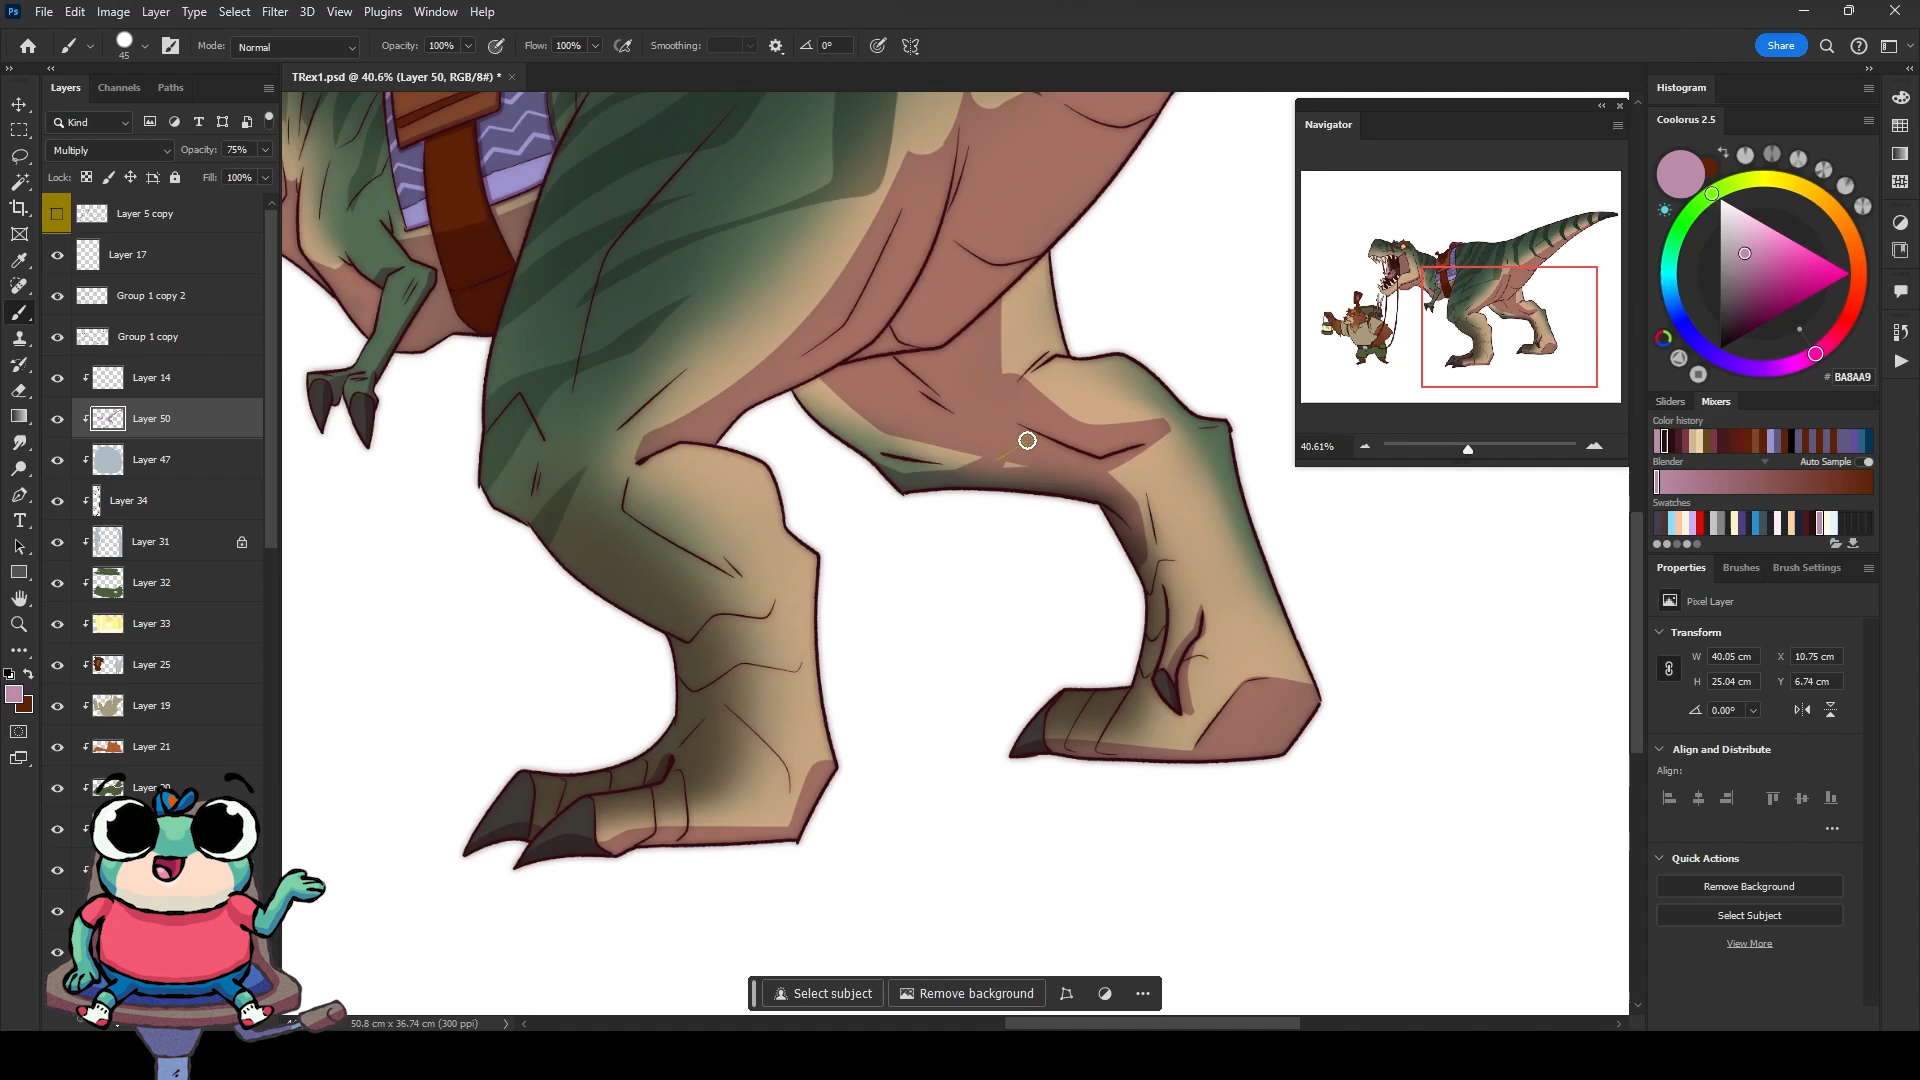 Ps File Edit Image Layer Type Select Filter 3D View Plugins Window Help
45 Mode: Normal Opacity: 100% Flow: 100% Smoothing: 0° Share
Layers Channels Paths
TRex1.psd @ 40.6% (Layer 50, RGB/8#) *
Kind
Multiply Opacity: 75%
Lock: Fill: 100%
Layer 5 copy
Layer 17
Group 1 copy 2
Group 1 copy
Layer 14
Layer 50
Layer 47
Layer 34
Layer 31
Layer 32
Layer 33
Layer 25
Layer 19
Layer 21
Navigator
40.61%
Histogram
Coolorus 2.5
# BA8AA9
Sliders Mixers
Color history
Blender Auto Sample
Swatches
Properties Brushes Brush Settings
Pixel Layer
Transform
W 40.05 cm X 10.75 cm
H 25.04 cm Y 6.74 cm
0.00°
Align and Distribute
Align:
Quick Actions
Remove Background
Select Subject
View More
Select subject Remove background
50.8 cm x 36.74 cm (300 ppi)